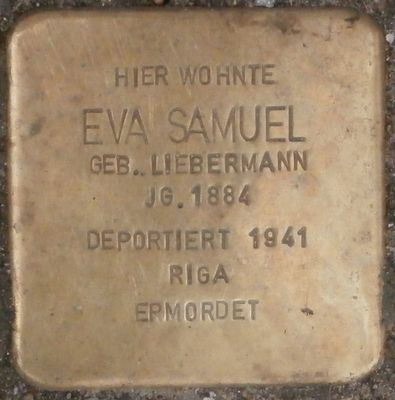 HIER WOHNTE
EVA SAMUEL
GEB. LIEBERMANN
JG. 1884
DEPORTIERT 1941
RIGA
ERMORDET